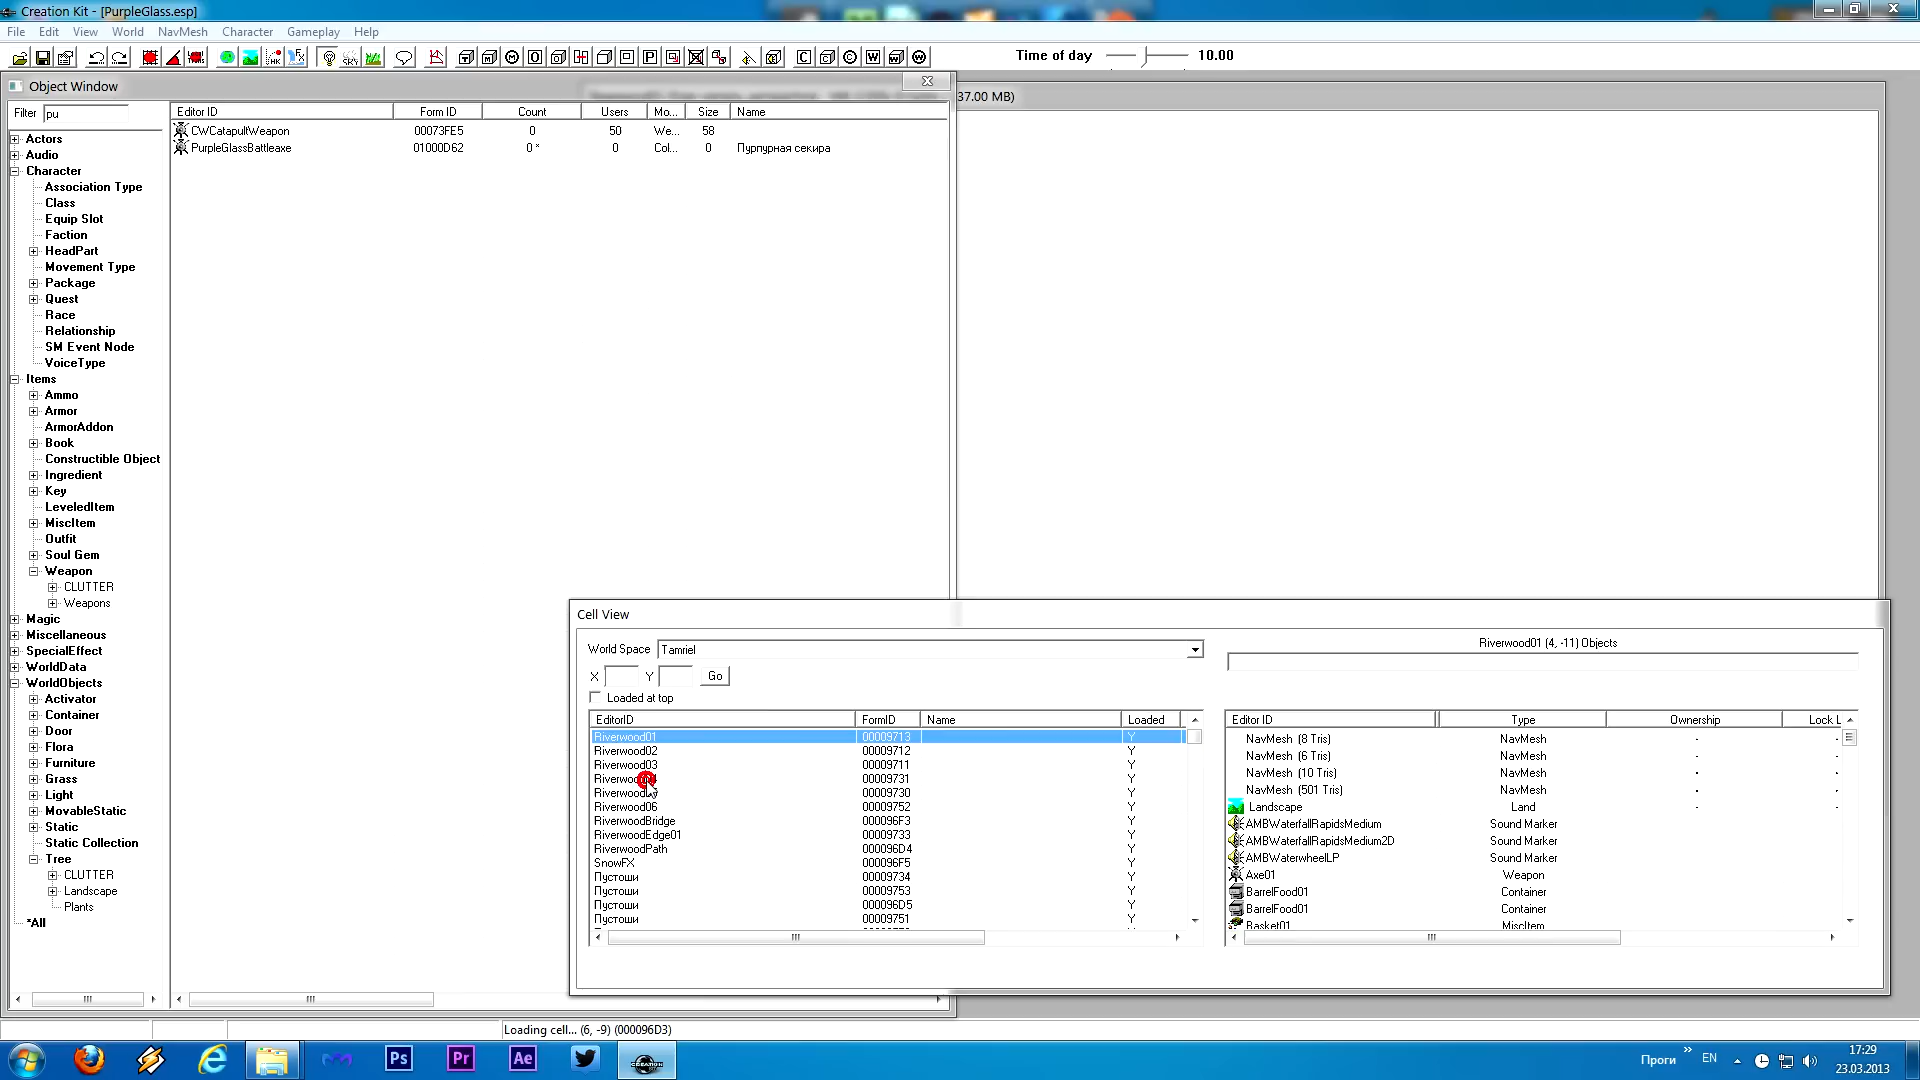 Creation Kit - [PurpleGlass.esp]
File Edit View World NavMesh Character Gameplay Help
Time of day 10.00
Object Window
37.00 MB)
Filter pu
Editor ID Form ID Count Users Mo... Size Name
CWCatapultWeapon 00073FE5 0 50 We... 58
PurpleGlassBattleaxe 01000D62 0 * 0 Col... 0 Пурпурная секира
Actors
Audio
Character
Association Type
Class
Equip Slot
Faction
HeadPart
Movement Type
Package
Quest
Race
Relationship
SM Event Node
VoiceType
Items
Ammo
Armor
ArmorAddon
Book
Constructible Object
Ingredient
Key
LeveledItem
MiscItem
Outfit
Soul Gem
Weapon
CLUTTER
Weapons
Magic
Miscellaneous
SpecialEffect
WorldData
WorldObjects
Activator
Container
Door
Flora
Furniture
Grass
Light
MovableStatic
Static
Static Collection
Tree
CLUTTER
Landscape
Plants
*All
Cell View
World Space Tamriel
X Y Go
Loaded at top
EditorID FormID Name Loaded
Riverwood01 00009713 Y
Riverwood02 00009712 Y
Riverwood03 00009711 Y
00009731 Y
00009730 Y
Riverwood06 00009752 Y
RiverwoodBridge 000096F3 Y
RiverwoodEdge01 00009733 Y
RiverwoodPath 000096D4 Y
SnowFX 000096F5 Y
Пустоши 00009734 Y
Пустоши 00009753 Y
Пустоши 000096D5 Y
Пустоши 00009751 Y
Riverwood01 (4, -11) Objects
Editor ID Type Ownership Lock L
NavMesh (8 Tris) NavMesh - -
NavMesh (6 Tris) NavMesh - -
NavMesh (10 Tris) NavMesh - -
NavMesh (501 Tris) NavMesh - -
Landscape Land - -
AMBWaterfallRapidsMedium Sound Marker
AMBWaterfallRapidsMedium2D Sound Marker
AMBWaterwheelLP Sound Marker
Axe01 Weapon
BarrelFood01 Container
BarrelFood01 Container
Basket01 MiscItem
Loading cell... (6, -9) (000096D3)
Ps Pr Ae
Проги » EN 17:29
23.03.2013